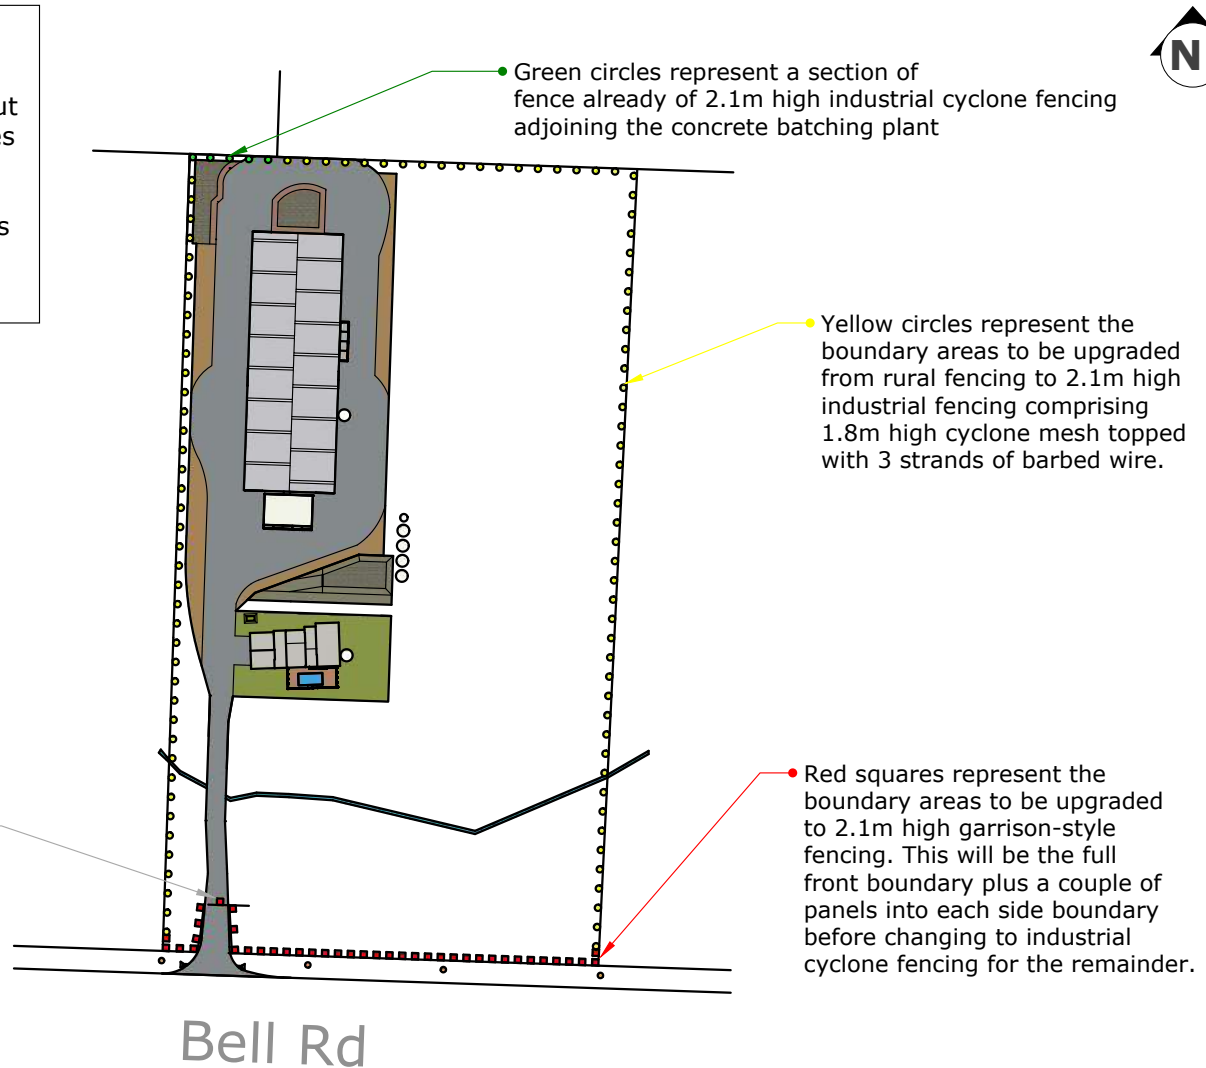 N
ut
es
s
Green circles represent a section of
fence already of 2.1m high industrial cyclone fencing
adjoining the concrete batching plant
Yellow circles represent the
boundary areas to be upgraded
from rural fencing to 2.1m high
industrial fencing comprising
1.8m high cyclone mesh topped
with 3 strands of barbed wire.
Red squares represent the
boundary areas to be upgraded
to 2.1m high garrison-style
fencing. This will be the full
front boundary plus a couple of
panels into each side boundary
before changing to industrial
cyclone fencing for the remainder.
Bell Rd